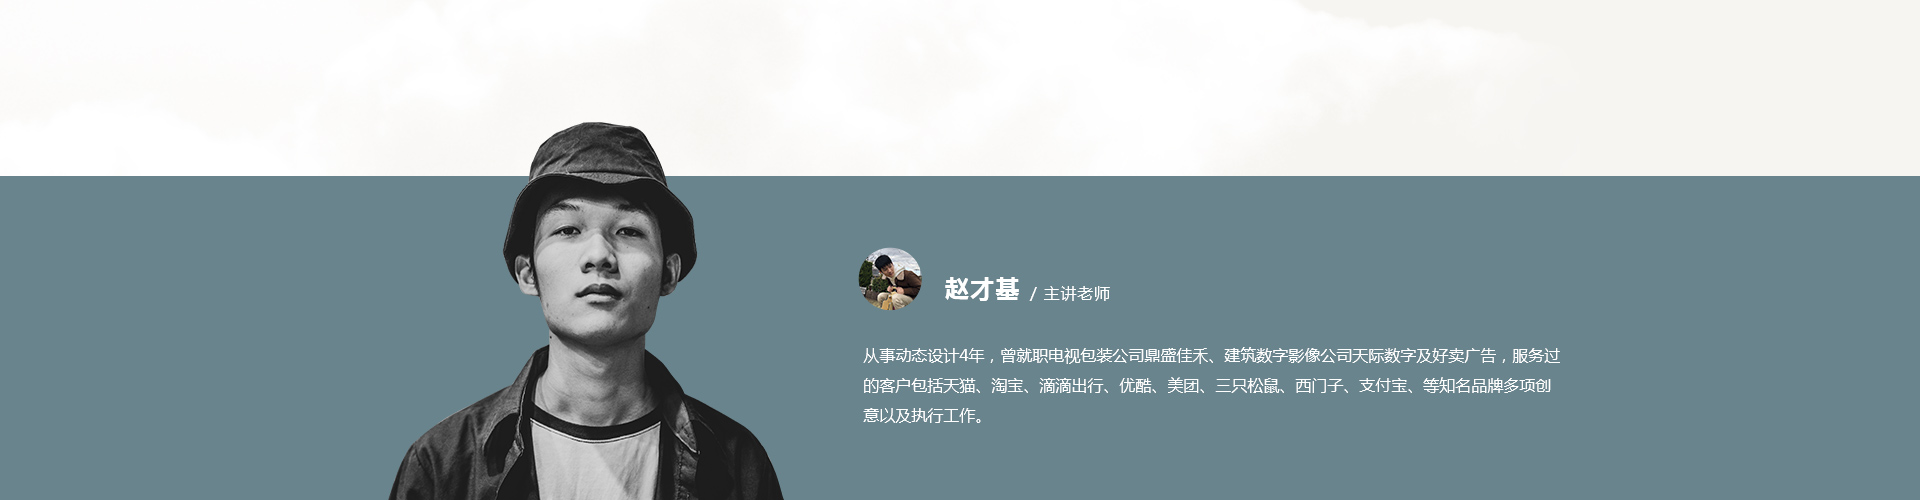 赵才基 / 主讲老师
从事动态设计4年，曾就职电视包装公司鼎盛佳禾、建筑数字影像公司天际数字及好卖广告，服务过
的客户包括天猫、淘宝、滴滴出行、优酷、美团、三只松鼠、西门子、支付宝、等知名品牌多项创
意以及执行工作。